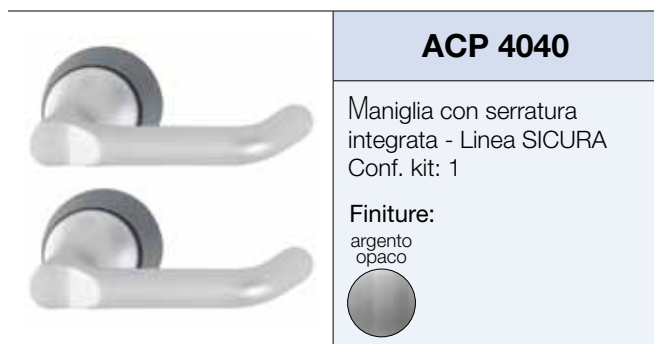 ACP 4040
Maniglia con serratura
integrata - Linea SICURA
Conf. kit: 1
Finiture:
argento
opaco